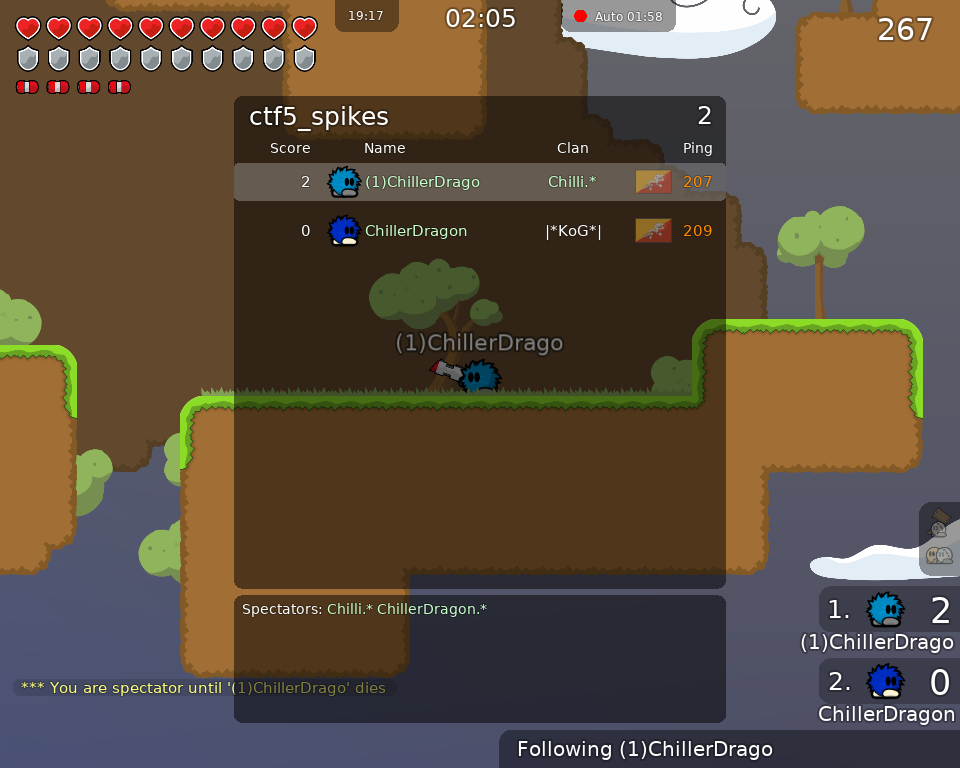 19:17
02:05
Auto 01:58
267
ctf5_spikes 2
Score Name Clan Ping
2 (1)ChillerDrago Chilli.* 207
0 ChillerDragon |*KoG*| 209
(1)ChillerDrago
Spectators: Chilli.* ChillerDragon.*
1. 2
(1)ChillerDrago
2. 0
ChillerDragon
*** You are spectator until '(1)ChillerDrago' dies
Following (1)ChillerDrago